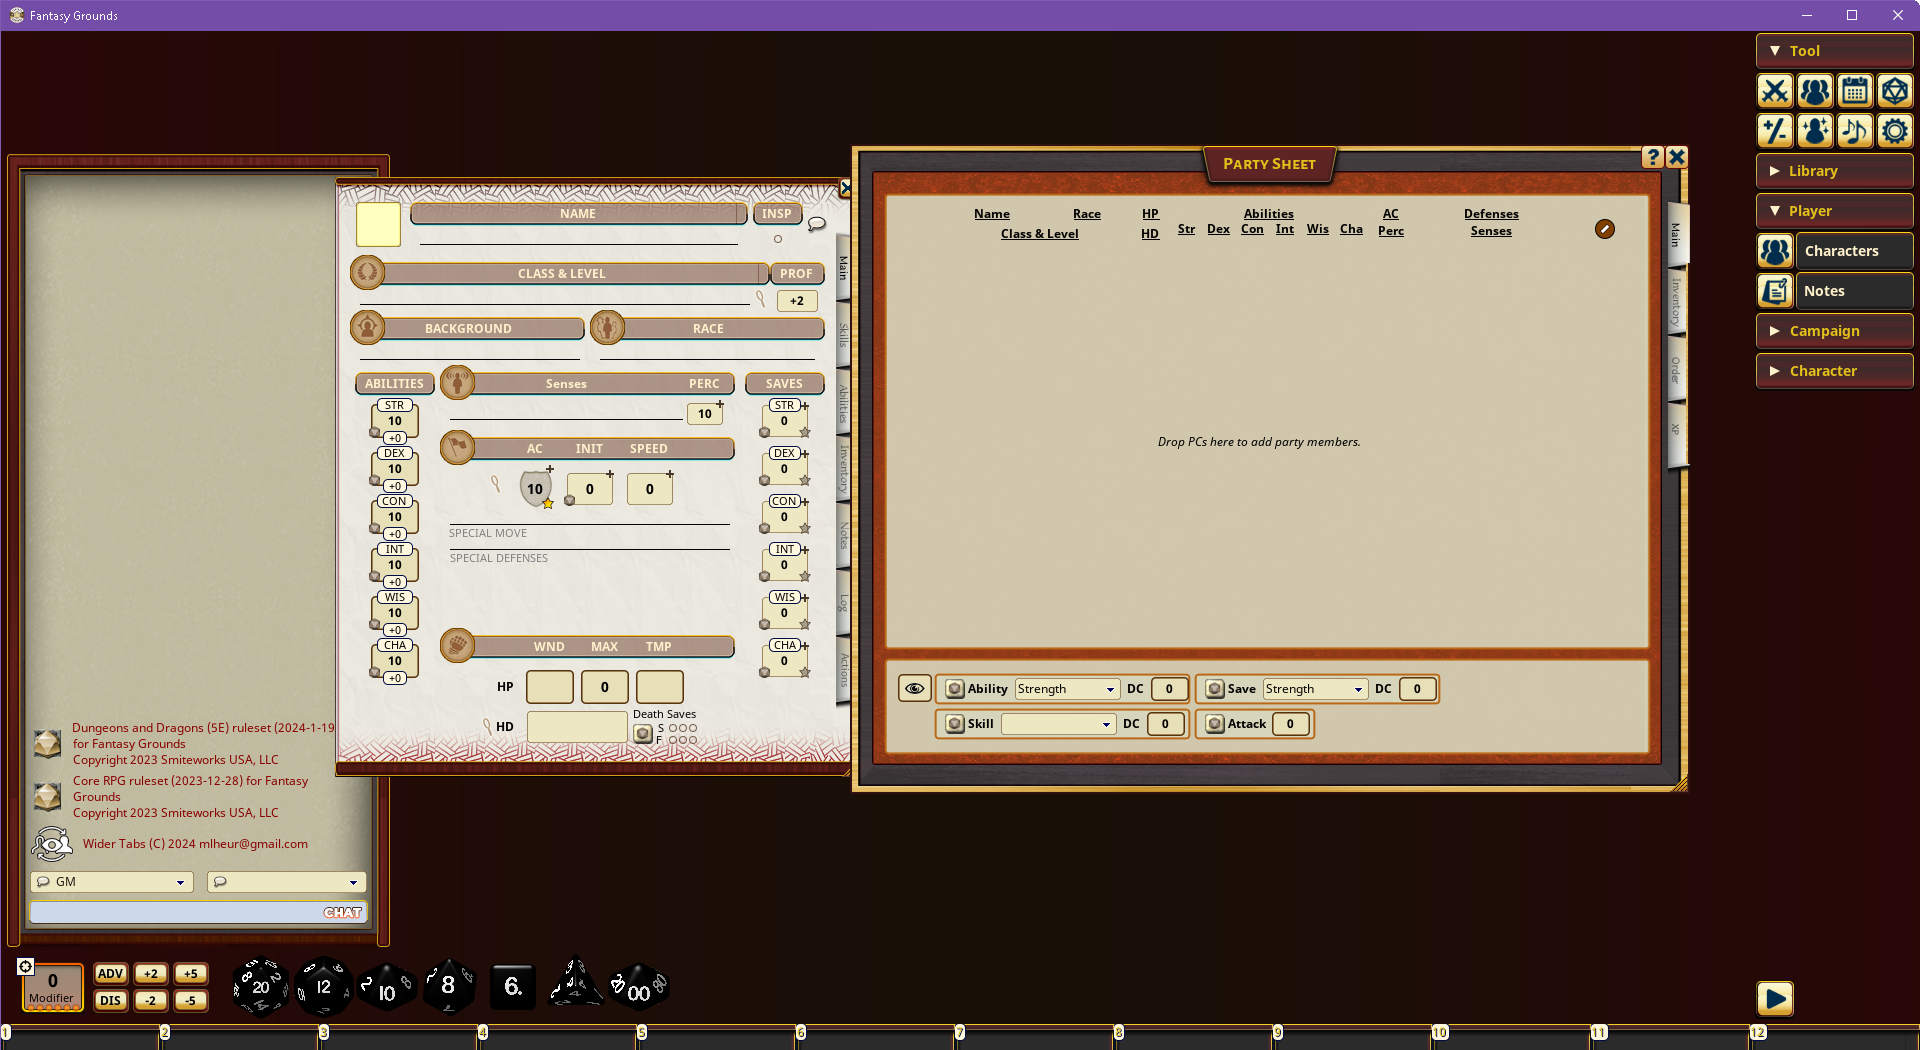 Fantasy Grounds
Tool
Library
Player
Characters
Notes
Campaign
Character
NAME
INSP
CLASS & LEVEL
PROF
+2
BACKGROUND
RACE
ABILITIES
Senses
PERC
SAVES
10
STR
10
+0
DEX
10
+0
CON
10
+0
INT
10
+0
WIS
10
+0
CHA
10
+0
AC
INIT
SPEED
10
0
0
SPECIAL MOVE
SPECIAL DEFENSES
WND
MAX
TMP
HP
0
HD
Death Saves
S
F
STR
0
DEX
0
CON
0
INT
0
WIS
0
CHA
0
Main
Skills
Abilities
Inventory
Notes
Log
Actions
PARTY SHEET
?
Name
Race
HP
Abilities
AC
Defenses
Class & Level
HD
Str
Dex
Con
Int
Wis
Cha
Perc
Senses
Drop PCs here to add party members.
Main
Inventory
Order
XP
Ability
Strength
DC
0
Save
Strength
DC
0
Skill
DC
0
Attack
0
Dungeons and Dragons (5E) ruleset (2024-1-19
for Fantasy Grounds
Copyright 2023 Smiteworks USA, LLC
Core RPG ruleset (2023-12-28) for Fantasy
Grounds
Copyright 2023 Smiteworks USA, LLC
Wider Tabs (C) 2024 mlheur@gmail.com
GM
CHAT
0
Modifier
ADV
+2
+5
DIS
-2
-5
20
12
10
8
6.
00
1
2
3
4
5
6
7
8
9
10
11
12